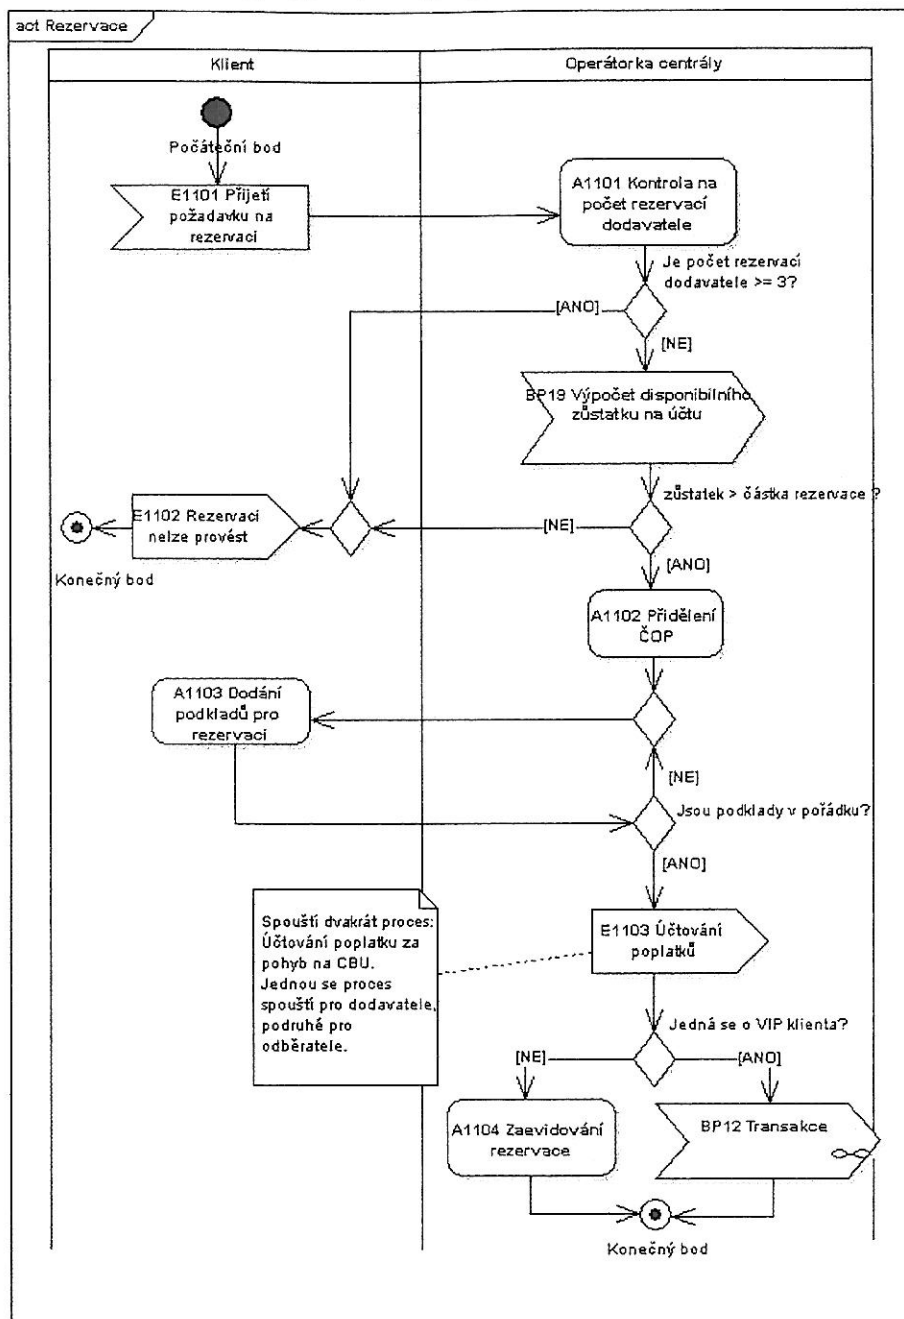 act Rezervace
Klient
Operátorka centrály
Počáteční bod
E1101 Přijetí
požadavku na
rezervaci
A1101 Kontrola na
počet rezervací
dodavatele
Je počet rezervací
dodavatele >= 3?
[ANO]
[NE]
BP19 Výpočet disponibilního
zůstatku na účtu
zůstatek > částka rezervace ?
[NE]
E1102 Rezervaci
nelze provést
Konečný bod
[ANO]
A1102 Přidělení
ČOP
A1103 Dodání
podkladů pro
rezervaci
[NE]
Jsou podklady v pořádku?
[ANO]
Spouští dvakrát proces:
Účtování poplatku za
pohyb na CBU.
Jednou se proces
spouští pro dodavatele,
podruhé pro
odběratele.
E1103 Účtování
poplatků
Jedná se o VIP klienta?
[NE]
[ANO]
A1104 Zaevidování
rezervace
BP12 Transakce
Konečný bod